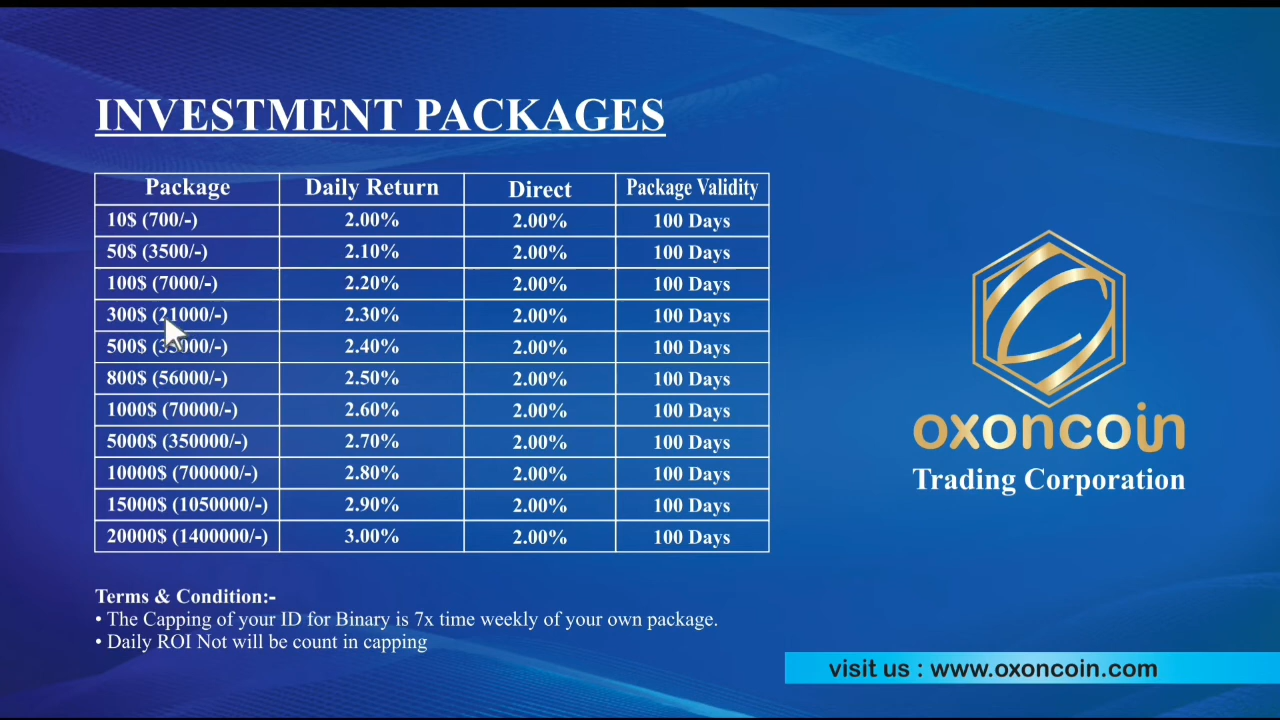 INVESTMENT PACKAGES
Package Daily Return Direct Package Validity
10$ (700/-) 2.00% 2.00% 100 Days
50$ (3500/-) 2.10% 2.00% 100 Days
100$ (7000/-) 2.20% 2.00% 100 Days
300$ (21000/-) 2.30% 2.00% 100 Days
500$ (35000/-) 2.40% 2.00% 100 Days
800$ (56000/-) 2.50% 2.00% 100 Days
1000$ (70000/-) 2.60% 2.00% 100 Days
5000$ (350000/-) 2.70% 2.00% 100 Days
10000$ (700000/-) 2.80% 2.00% 100 Days
15000$ (1050000/-) 2.90% 2.00% 100 Days
20000$ (1400000/-) 3.00% 2.00% 100 Days
Terms & Condition:-
• The Capping of your ID for Binary is 7x time weekly of your own package.
• Daily ROI Not will be count in capping
oxoncoin
Trading Corporation
visit us : www.oxoncoin.com